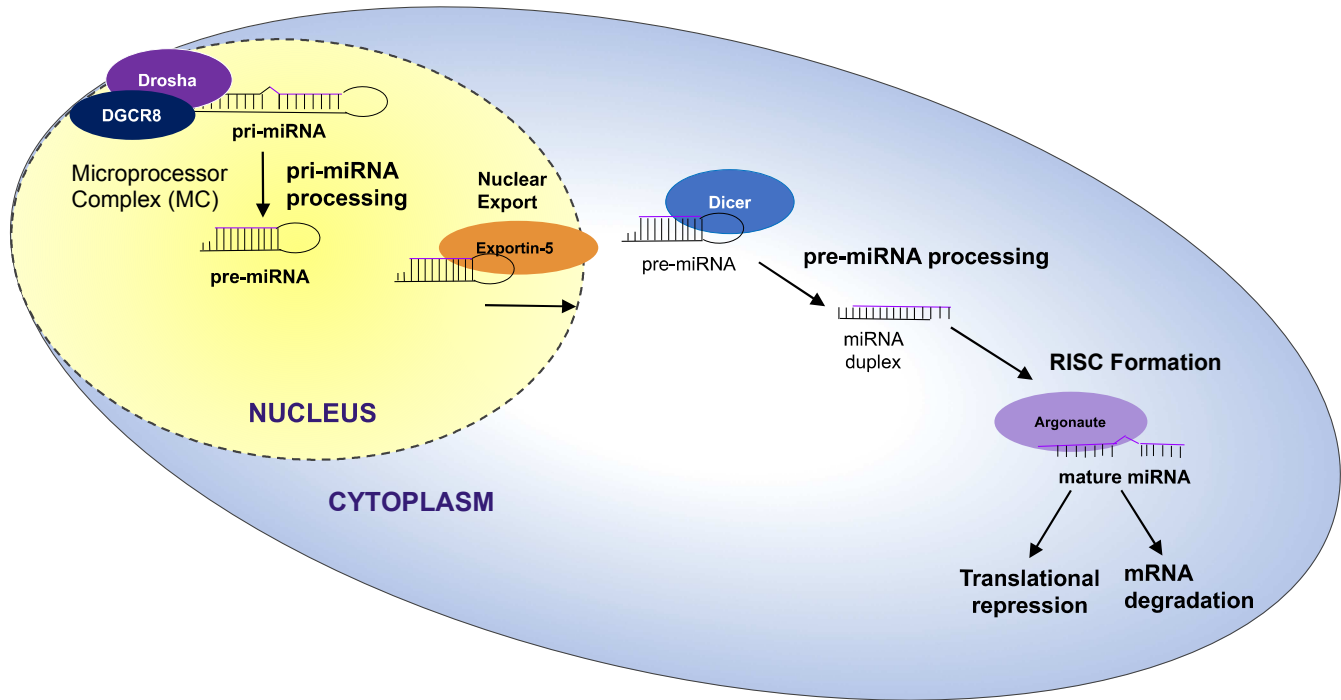 Drosha
DGCR8
pri-miRNA
Microprocessor
Complex (MC)
pri-miRNA
processing
pre-miRNA
Nuclear
Export
Exportin-5
NUCLEUS
CYTOPLASM
Dicer
pre-miRNA
pre-miRNA processing
miRNA
duplex
RISC Formation
Argonaute
mature miRNA
Translational
repression
mRNA
degradation